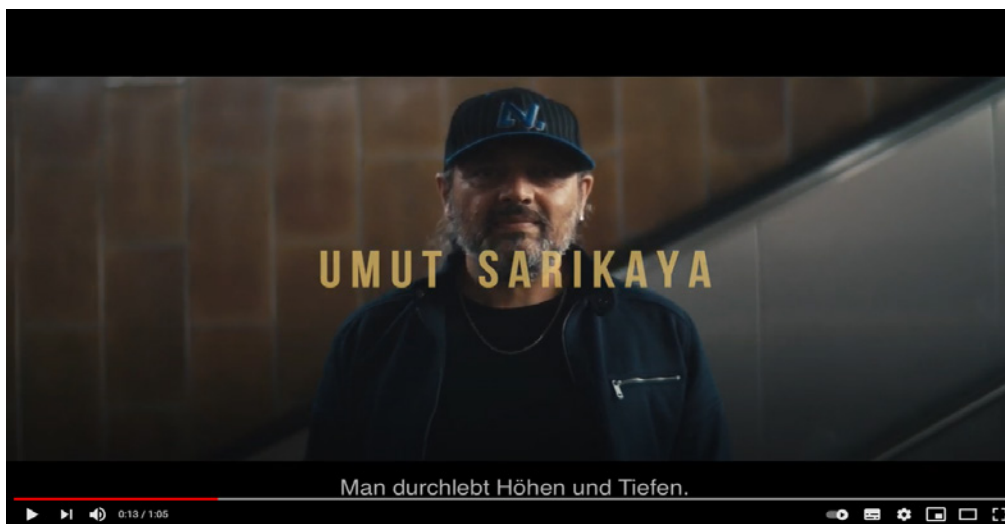 N.
UMUT SARIKAYA
Man durchlebt Höhen und Tiefen.
0:13 / 1:05